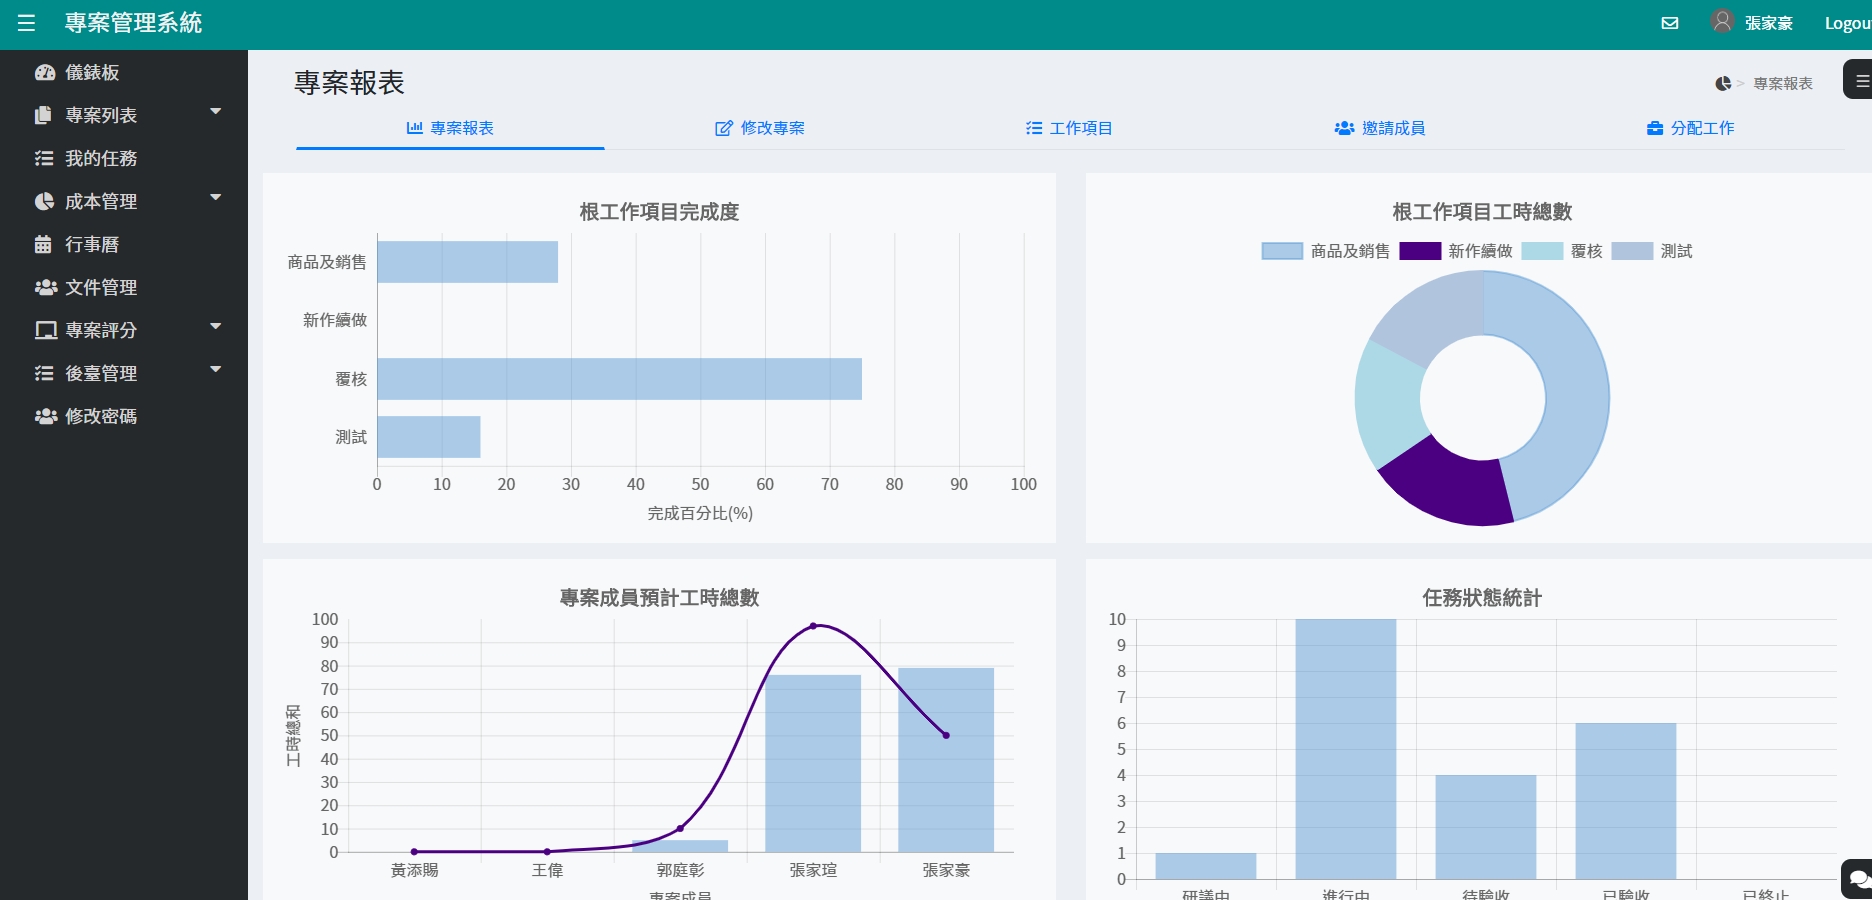 專案管理系統
張家豪
Logou
儀錶板
專案列表
我的任務
成本管理
行事曆
文件管理
專案評分
後臺管理
修改密碼
專案報表
> 專案報表
專案報表
修改專案
工作項目
邀請成員
分配工作
根工作項目完成度
商品及銷售
新作續做
覆核
測試
0 10 20 30 40 50 60 70 80 90 100
完成百分比(%)
根工作項目工時總數
商品及銷售 新作續做 覆核 測試
專案成員預計工時總數
100
90
80
70
60
50
40
30
20
10
0
工時總和
黃添賜 王偉 郭庭彰 張家瑄 張家豪
專案成員
任務狀態統計
10
9
8
7
6
5
4
3
2
1
0
研議中 進行中 待驗收 已驗收 已終止